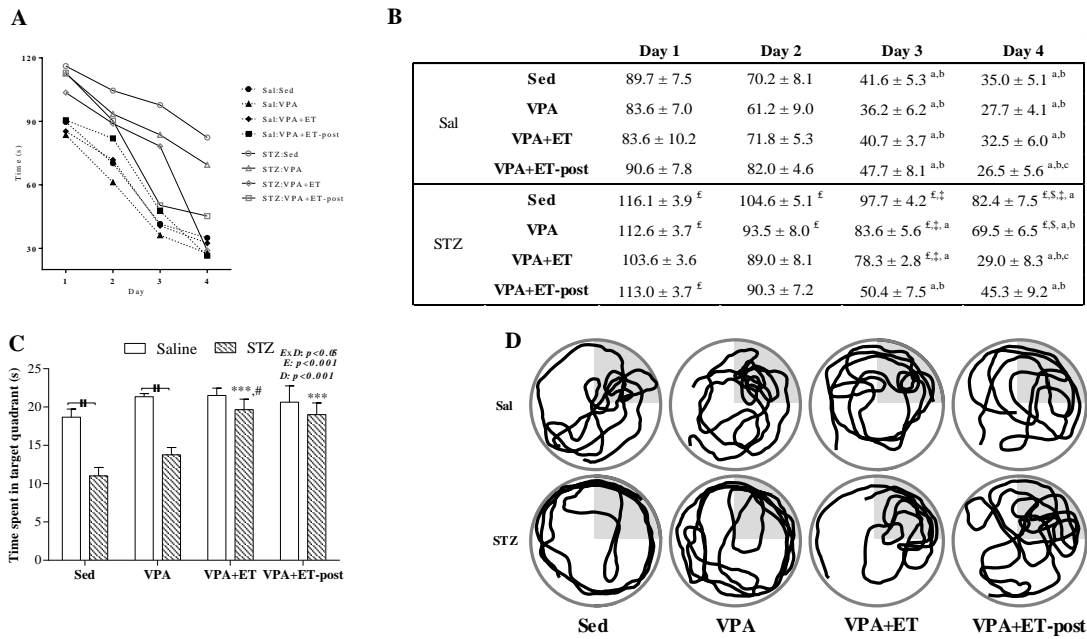 A
Time (s)
120
90
60
30
1 2 3 4
Day
Sal:Sed
Sal:VPA
Sal:VPA+ET
Sal:VPA+ET-post
STZ:Sed
STZ:VPA
STZ:VPA+ET
STZ:VPA+ET-post
B
Day 1 Day 2 Day 3 Day 4
Sal
Sed 89.7 ± 7.5 70.2 ± 8.1 41.6 ± 5.3 a,b 35.0 ± 5.1 a,b
VPA 83.6 ± 7.0 61.2 ± 9.0 36.2 ± 6.2 a,b 27.7 ± 4.1 a,b
VPA+ET 83.6 ± 10.2 71.8 ± 5.3 40.7 ± 3.7 a,b 32.5 ± 6.0 a,b
VPA+ET-post 90.6 ± 7.8 82.0 ± 4.6 47.7 ± 8.1 a,b 26.5 ± 5.6 a,b,c
STZ
Sed 116.1 ± 3.9 £ 104.6 ± 5.1 £ 97.7 ± 4.2 £,‡ 82.4 ± 7.5 £,$,‡, a
VPA 112.6 ± 3.7 £ 93.5 ± 8.0 £ 83.6 ± 5.6 £,‡, a 69.5 ± 6.5 £,$, a,b
VPA+ET 103.6 ± 3.6 89.0 ± 8.1 78.3 ± 2.8 £,‡, a 29.0 ± 8.3 a,b,c
VPA+ET-post 113.0 ± 3.7 £ 90.3 ± 7.2 50.4 ± 7.5 a,b 45.3 ± 9.2 a,b
C
Saline STZ
ExD: p<0.05
E: p<0.001
D: p<0.001
Time spent in target quadrant (s)
25
20
15
10
5
0
***,#
***
Sed VPA VPA+ET VPA+ET-post
D
Sal
STZ
Sed VPA VPA+ET VPA+ET-post